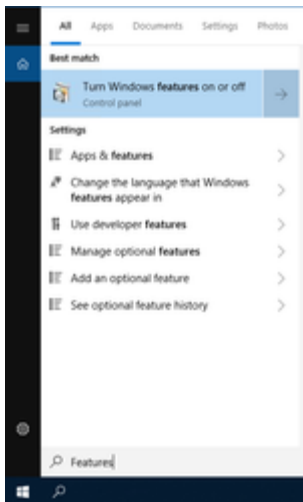 All Apps Documents Settings Photos
Best match
Turn Windows features on or off
Control panel
Settings
Apps & features
Change the language that Windows
features appear in
Use developer features
Manage optional features
Add an optional feature
See optional feature history
Features